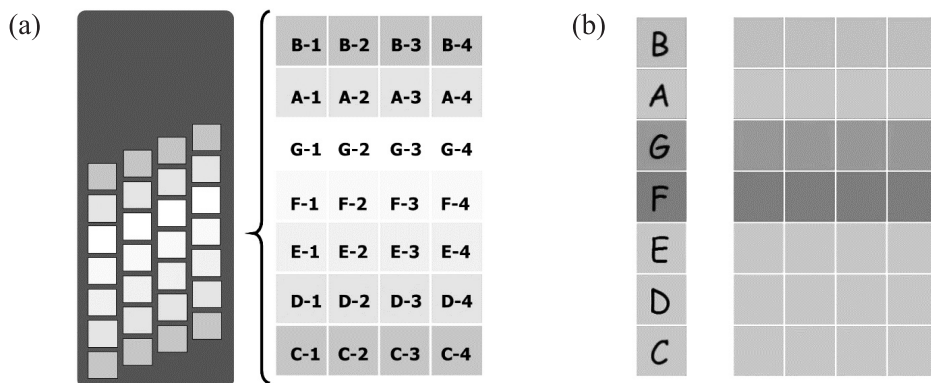 (a)
B-1 B-2 B-3 B-4
A-1 A-2 A-3 A-4
G-1 G-2 G-3 G-4
F-1 F-2 F-3 F-4
E-1 E-2 E-3 E-4
D-1 D-2 D-3 D-4
C-1 C-2 C-3 C-4
(b)
B
A
G
F
E
D
C